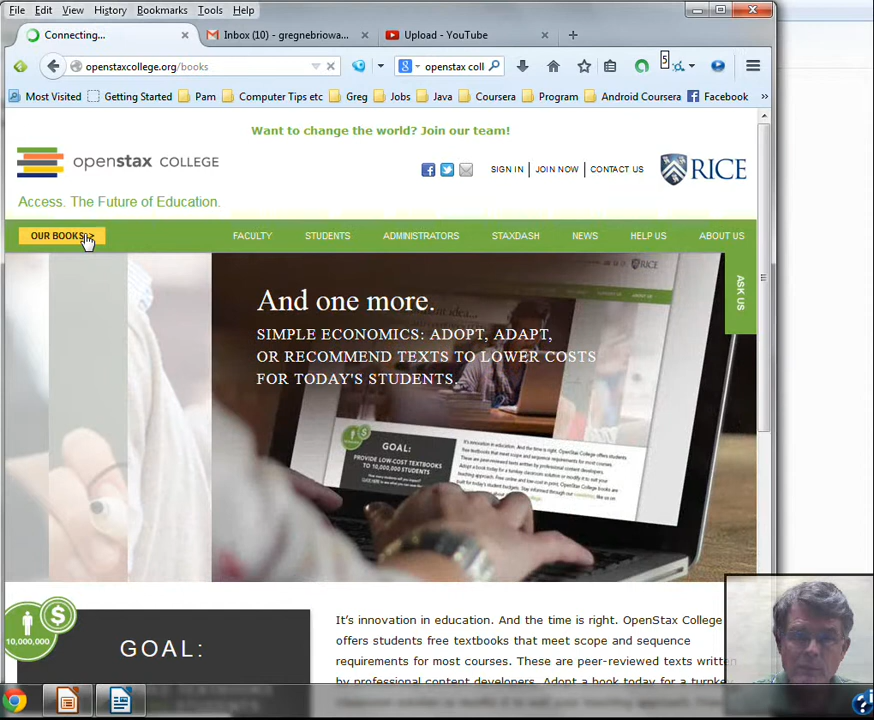 File Edit View History Bookmarks Tools Help
Connecting... Inbox (10) - gregnebriowa... Upload - YouTube
openstaxcollege.org/books openstax coll 5
Most Visited Getting Started Pam Computer Tips etc Greg Jobs Java Coursera Program Android Coursera Facebook
Want to change the world? Join our team!
openstax COLLEGE
SIGN IN JOIN NOW CONTACT US RICE
Access. The Future of Education.
OUR BOOKS > FACULTY STUDENTS ADMINISTRATORS STAXDASH NEWS HELP US ABOUT US
ASK US
RICE
And one more.
SIMPLE ECONOMICS: ADOPT, ADAPT,
OR RECOMMEND TEXTS TO LOWER COSTS
FOR TODAY'S STUDENTS.
GOAL:
PROVIDE LOW-COST TEXTBOOKS
TO 10,000,000 STUDENTS
$
10,000,000
GOAL:
It's innovation in education. And the time is right. OpenStax College
offers students free textbooks that meet scope and sequence
requirements for most courses. These are peer-reviewed texts written
by professional content developers. Adopt a book today for a turnkey